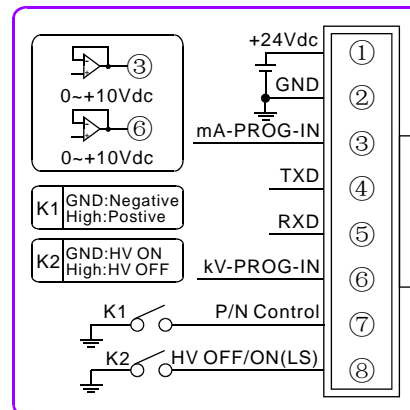 ③
0~+10Vdc
⑥
0~+10Vdc
K1
GND:Negative
High:Postive
K2
GND:HV ON
High:HV OFF
+24Vdc
①
GND
②
mA-PROG-IN
③
TXD
④
RXD
⑤
kV-PROG-IN
⑥
K1
P/N Control
⑦
K2
HV OFF/ON(LS)
⑧